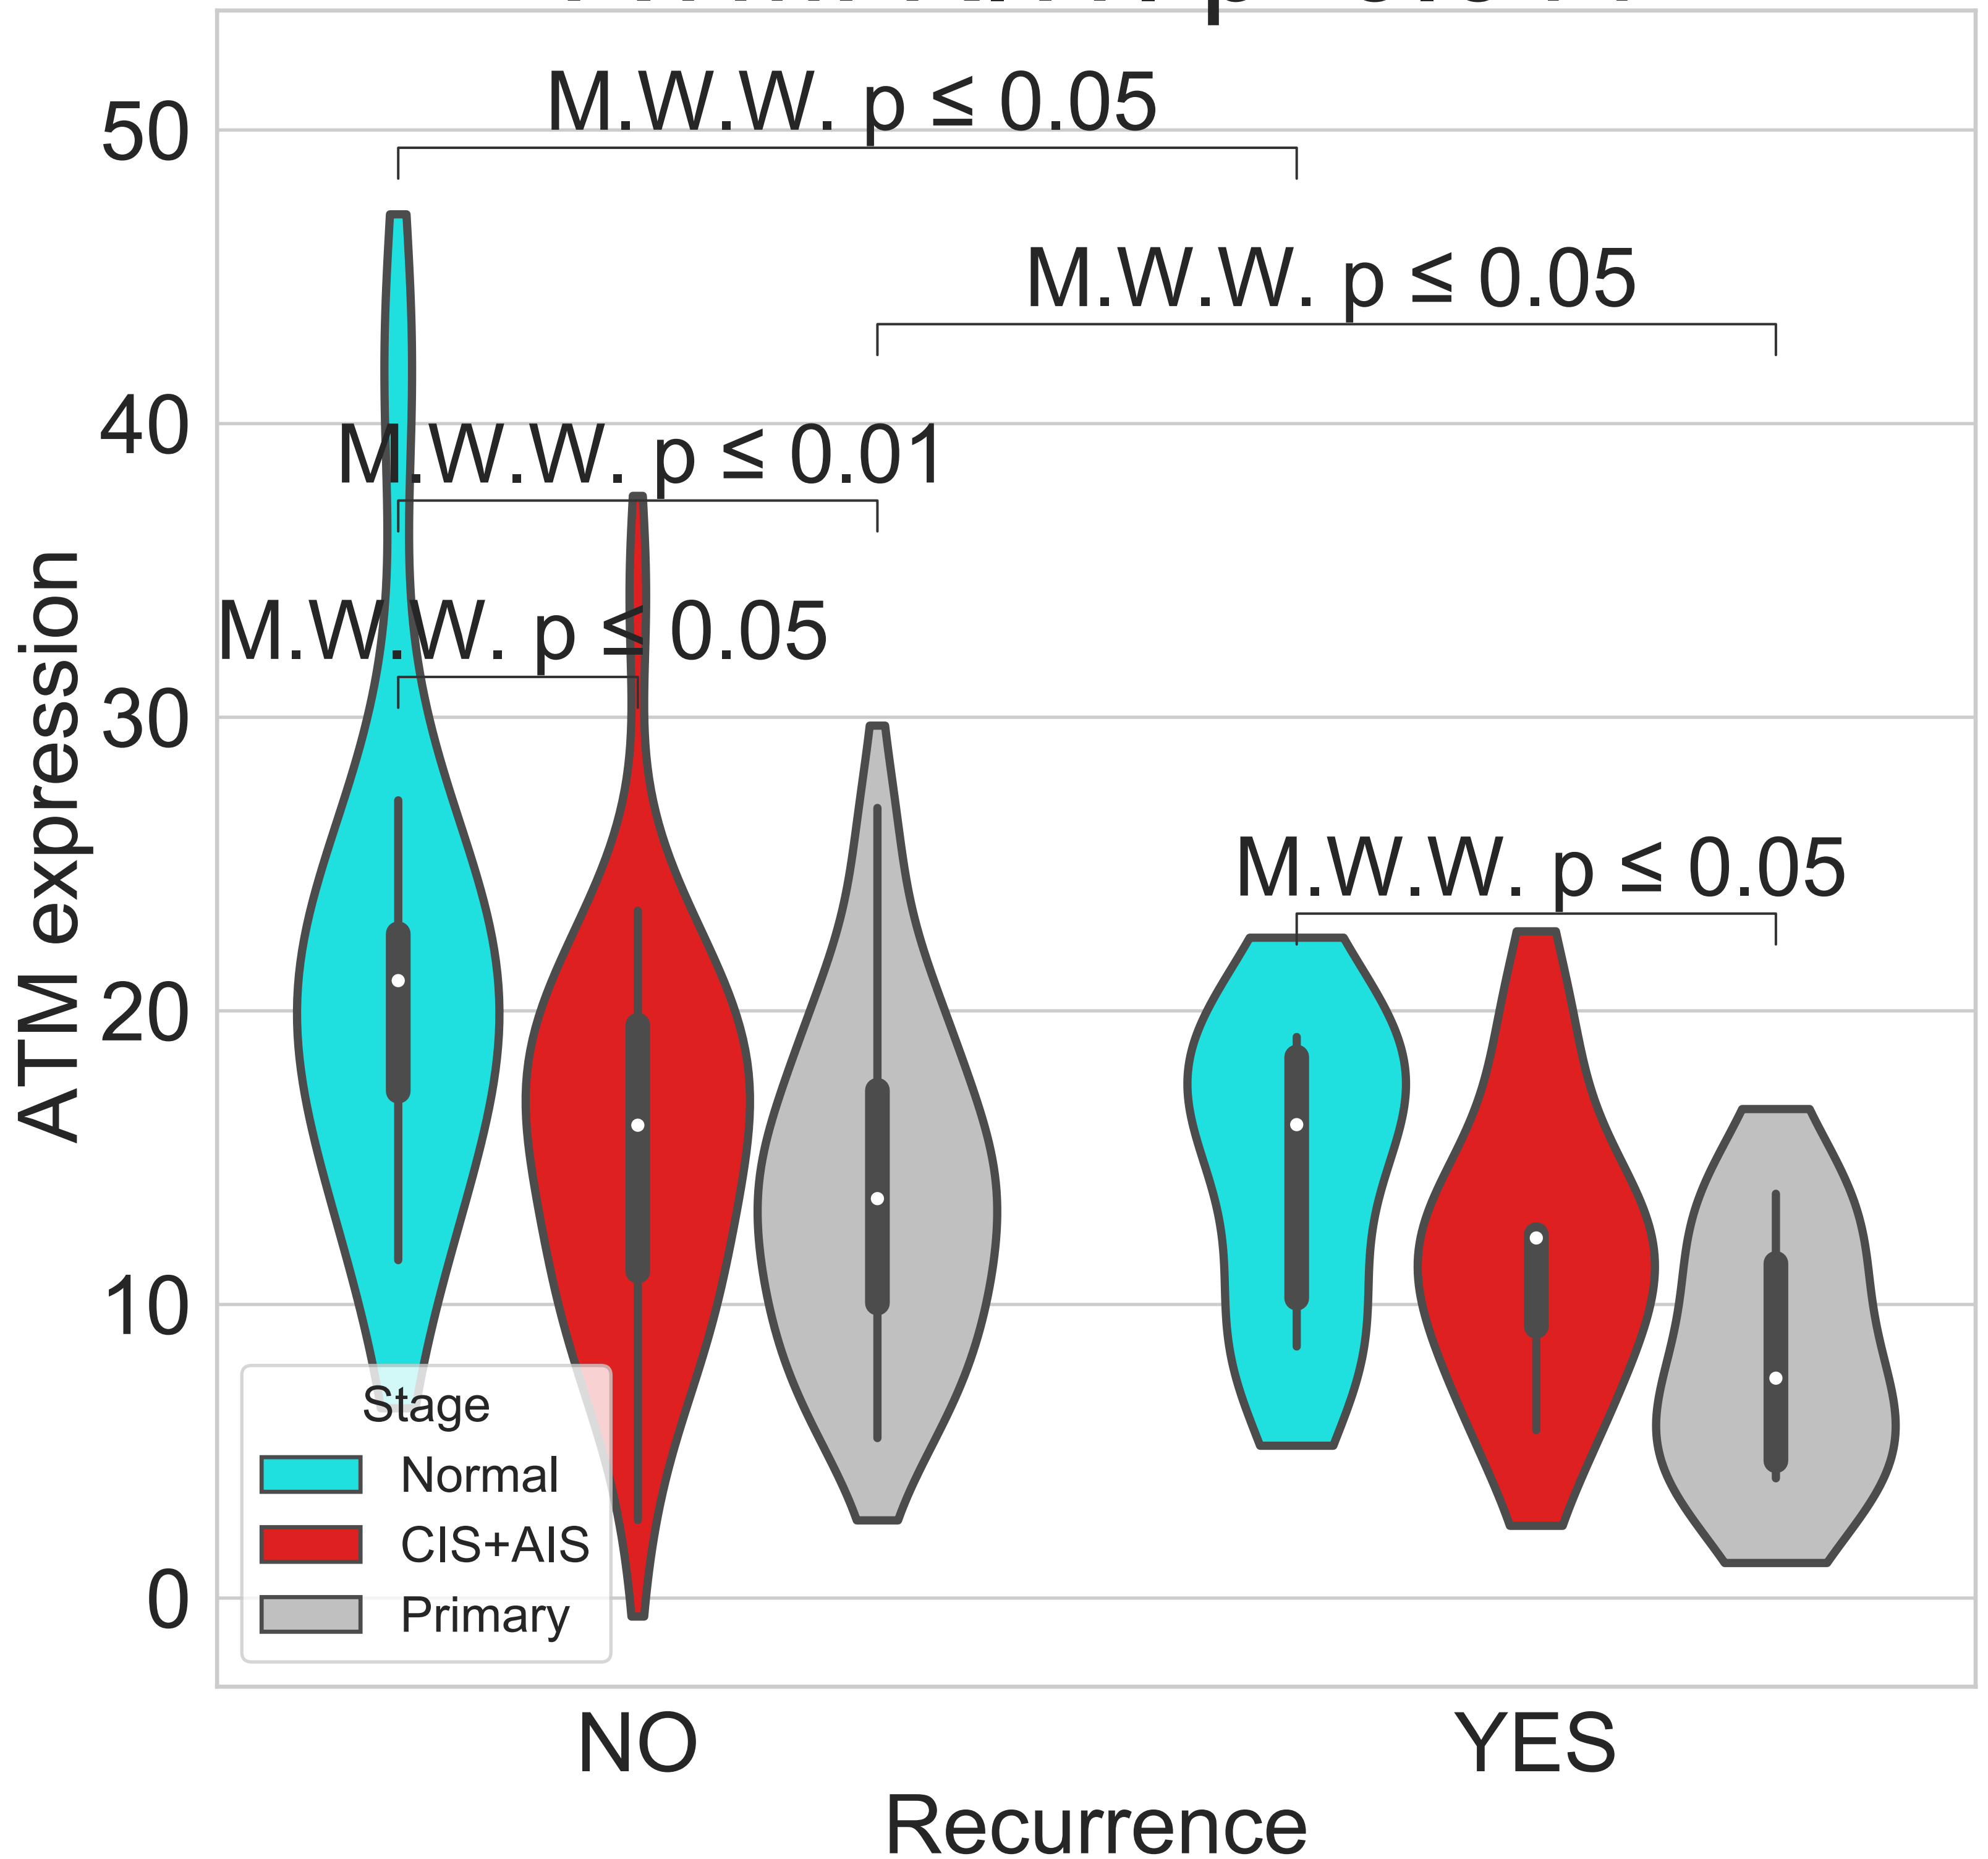 M.W.W. p ≤ 0.05
50
M.W.W. p ≤ 0.05
40
M.W.W. p ≤ 0.01
M.W.W. p ≤ 0.05
30
M.W.W. p ≤ 0.05
20
10
0
ATM expression
Stage
Normal
CIS+AIS
Primary
NO
YES
Recurrence